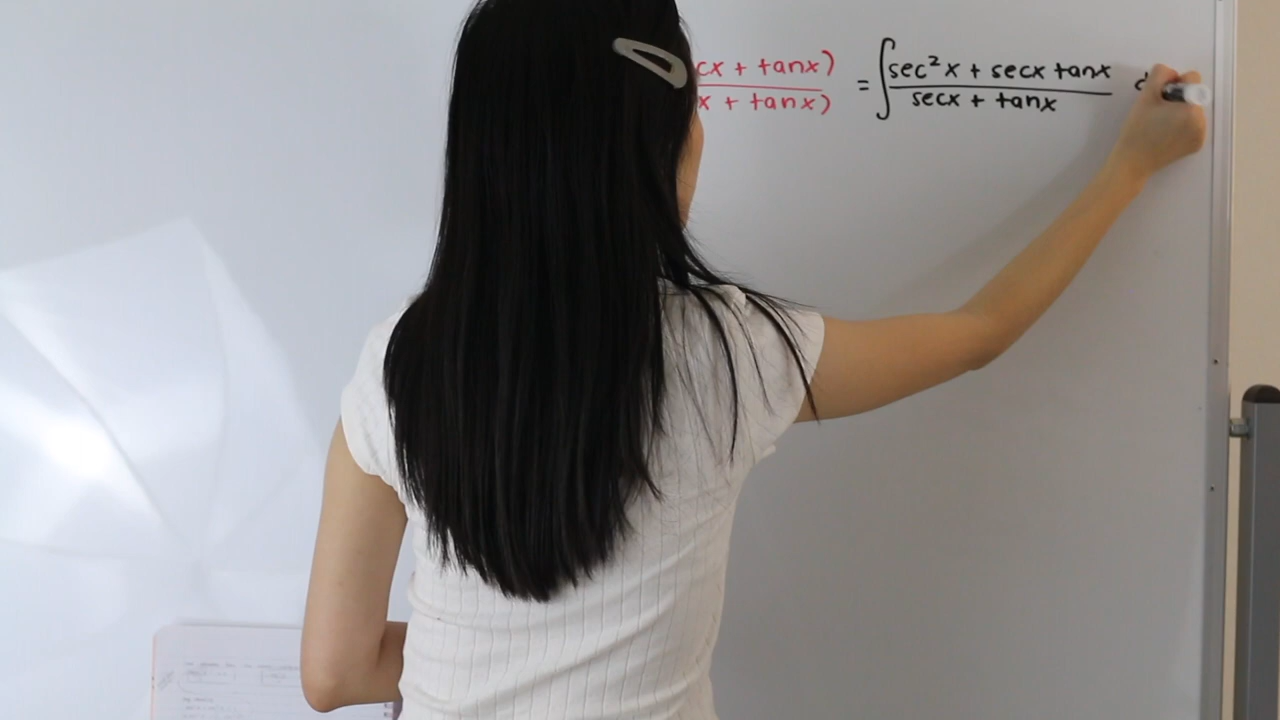 cx + tanx) / x + tanx) = ∫ sec²x + secx tanx / secx + tanx d